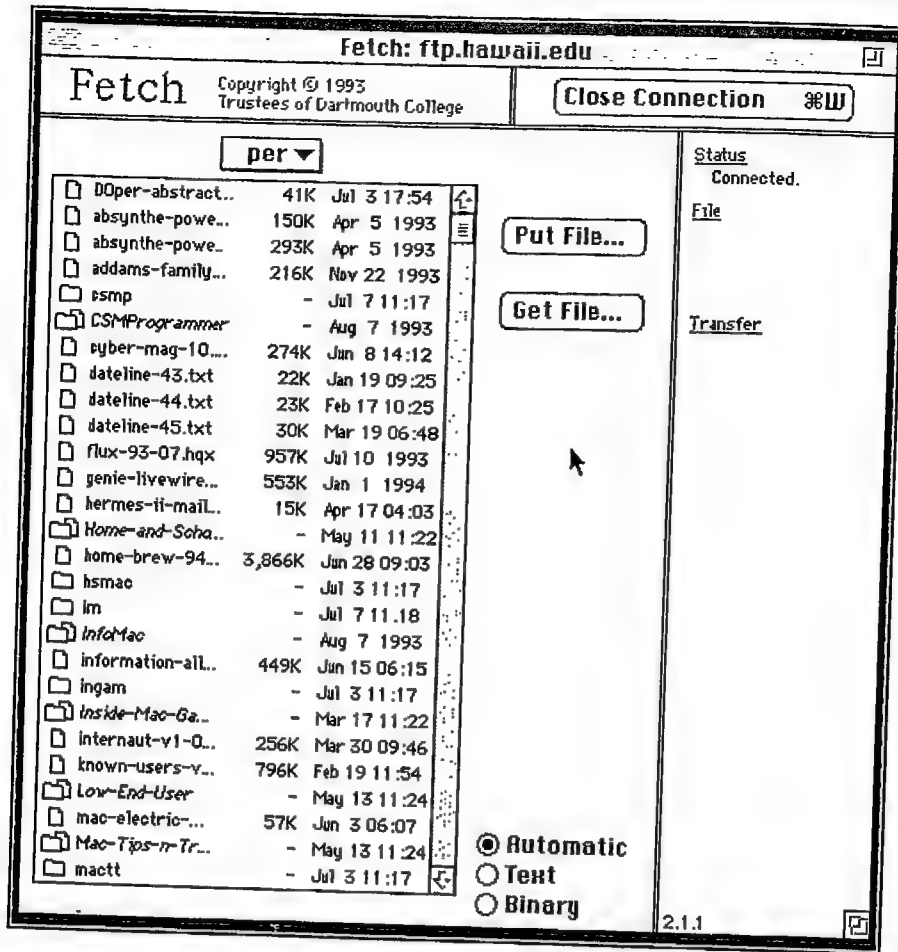 Fetch: ftp.hawaii.edu
Fetch
Copyright © 1993
Trustees of Dartmouth College
Close Connection ⌘W
per
00per-abstract.. 41K Jul 3 17:54
absynthe-powe... 150K Apr 5 1993
absynthe-powe... 293K Apr 5 1993
addams-family... 216K Nov 22 1993
csmp - Jul 7 11:17
CSMProgrammer - Aug 7 1993
cyber-mag-10.... 274K Jun 8 14:12
dateline-43.txt 22K Jan 19 09:25
dateline-44.txt 23K Feb 17 10:25
dateline-45.txt 30K Mar 19 06:48
flux-93-07.hqx 957K Jul 10 1993
genie-livewire... 553K Jan 1 1994
hermes-ii-mail.. 15K Apr 17 04:03
Home-and-Scho... - May 11 11:22
home-brew-94... 3,866K Jun 28 09:03
hsmac - Jul 3 11:17
im - Jul 7 11.18
InfoMac - Aug 7 1993
information-all... 449K Jun 15 06:15
ingam - Jul 3 11:17
Inside-Mac-Ga... - Mar 17 11:22
internaut-v1-0... 256K Mar 30 09:46
known-users-v... 796K Feb 19 11:54
Low-End-User - May 13 11:24
mac-electric-... 57K Jun 3 06:07
Mac-Tips-n-Tr... - May 13 11:24
mactt - Jul 3 11:17
Put File...
Get File...
Automatic
Text
Binary
Status
Connected.
File
Transfer
2.1.1